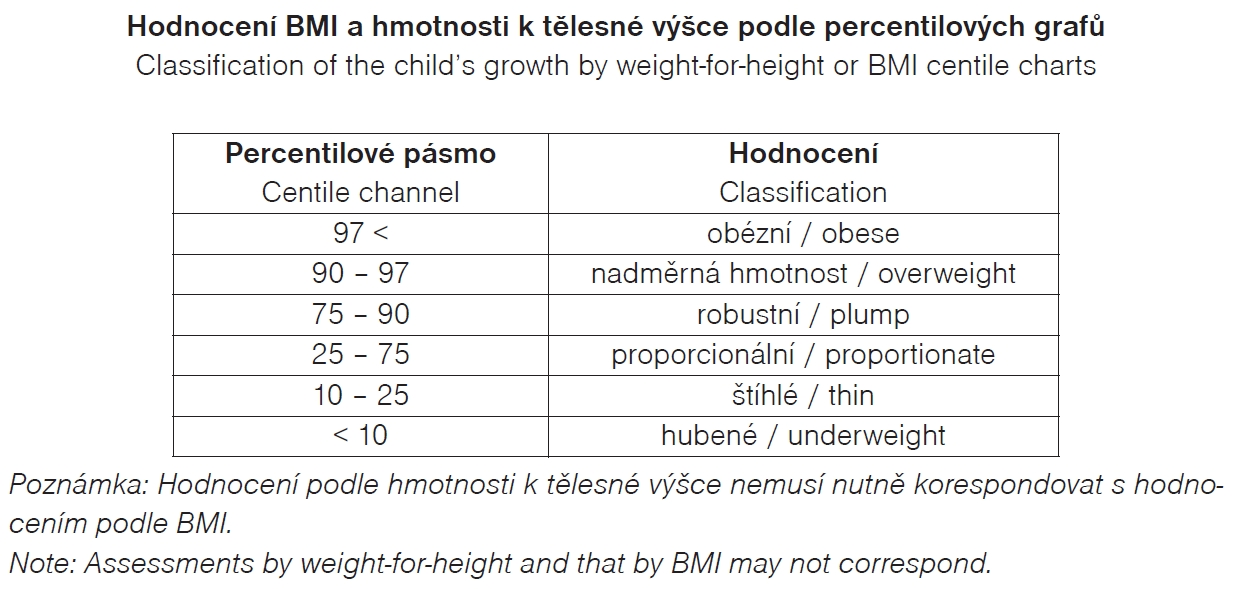 Hodnocení BMI a hmotnosti k tělesné výšce podle percentilových grafů
Classification of the child's growth by weight-for-height or BMI centile charts
Percentilové pásmo Hodnocení
Centile channel Classification
97 < obézní / obese
90 – 97 nadměrná hmotnost / overweight
75 – 90 robustní / plump
25 – 75 proporcionální / proportionate
10 – 25 štíhlé / thin
< 10 hubené / underweight
Poznámka: Hodnocení podle hmotnosti k tělesné výšce nemusí nutně korespondovat s hodno-
cením podle BMI.
Note: Assessments by weight-for-height and that by BMI may not correspond.